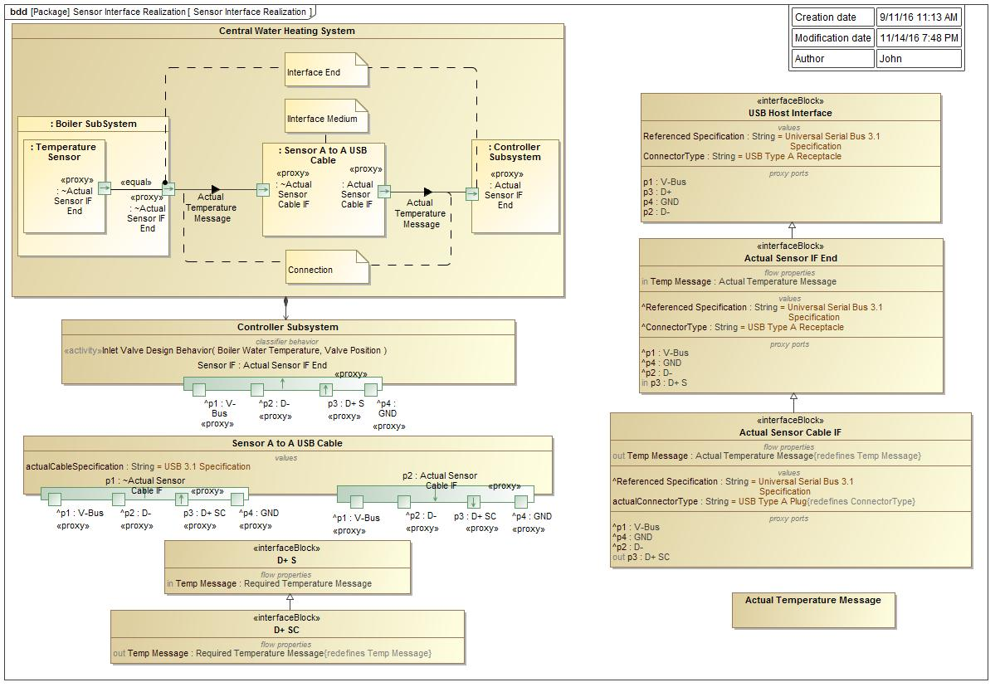 bdd [Package] Sensor Interface Realization [ Sensor Interface Realization ]
Creation date 9/11/16 11:13 AM
Modification date 11/14/16 7:48 PM
Author John
Central Water Heating System
Interface End
IInterface Medium
: Boiler SubSystem
: Temperature
Sensor
«proxy»
: ~Actual
Sensor IF
End
«equal»
«proxy»
: ~Actual
Sensor IF
End
Actual
Temperature
Message
: Sensor A to A USB
Cable
«proxy»
: ~Actual
Sensor
Cable IF
«proxy»
: Actual
Sensor
Cable IF
Actual
Temperature
Message
: Controller
Subsystem
«proxy»
: Actual
Sensor IF
End
Connection
Controller Subsystem
classifier behavior
«activity»Inlet Valve Design Behavior( Boiler Water Temperature, Valve Position )
Sensor IF : Actual Sensor IF End
«proxy»
^p1 : V-
Bus
«proxy»
^p2 : D-
«proxy»
p3 : D+ S
«proxy»
^p4 :
GND
«proxy»
Sensor A to A USB Cable
values
actualCableSpecification : String = USB 3.1 Specification
p1 : ~Actual Sensor
Cable IF
«proxy»
^p1 : V-Bus
«proxy»
^p2 : D-
«proxy»
p3 : D+ SC
«proxy»
^p4 : GND
«proxy»
p2 : Actual Sensor
Cable IF
«proxy»
^p1 : V-Bus
«proxy»
^p2 : D-
«proxy»
p3 : D+ SC
«proxy»
^p4 : GND
«proxy»
«interfaceBlock»
D+ S
flow properties
in Temp Message : Required Temperature Message
«interfaceBlock»
D+ SC
flow properties
out Temp Message : Required Temperature Message{redefines Temp Message}
«interfaceBlock»
USB Host Interface
values
Referenced Specification : String = Universal Serial Bus 3.1
Specification
ConnectorType : String = USB Type A Receptacle
proxy ports
p1 : V-Bus
p3 : D+
p4 : GND
p2 : D-
«interfaceBlock»
Actual Sensor IF End
flow properties
in Temp Message : Actual Temperature Message
values
^Referenced Specification : String = Universal Serial Bus 3.1
Specification
^ConnectorType : String = USB Type A Receptacle
proxy ports
^p1 : V-Bus
^p4 : GND
^p2 : D-
in p3 : D+ S
«interfaceBlock»
Actual Sensor Cable IF
flow properties
out Temp Message : Actual Temperature Message{redefines Temp Message}
values
^Referenced Specification : String = Universal Serial Bus 3.1
Specification
actualConnectorType : String = USB Type A Plug{redefines ConnectorType}
proxy ports
^p1 : V-Bus
^p4 : GND
^p2 : D-
out p3 : D+ SC
Actual Temperature Message